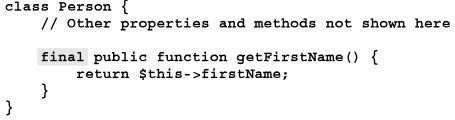 class Person {
    // Other properties and methods not shown here
    final public function getFirstName() {
        return $this->firstName;
    }
}